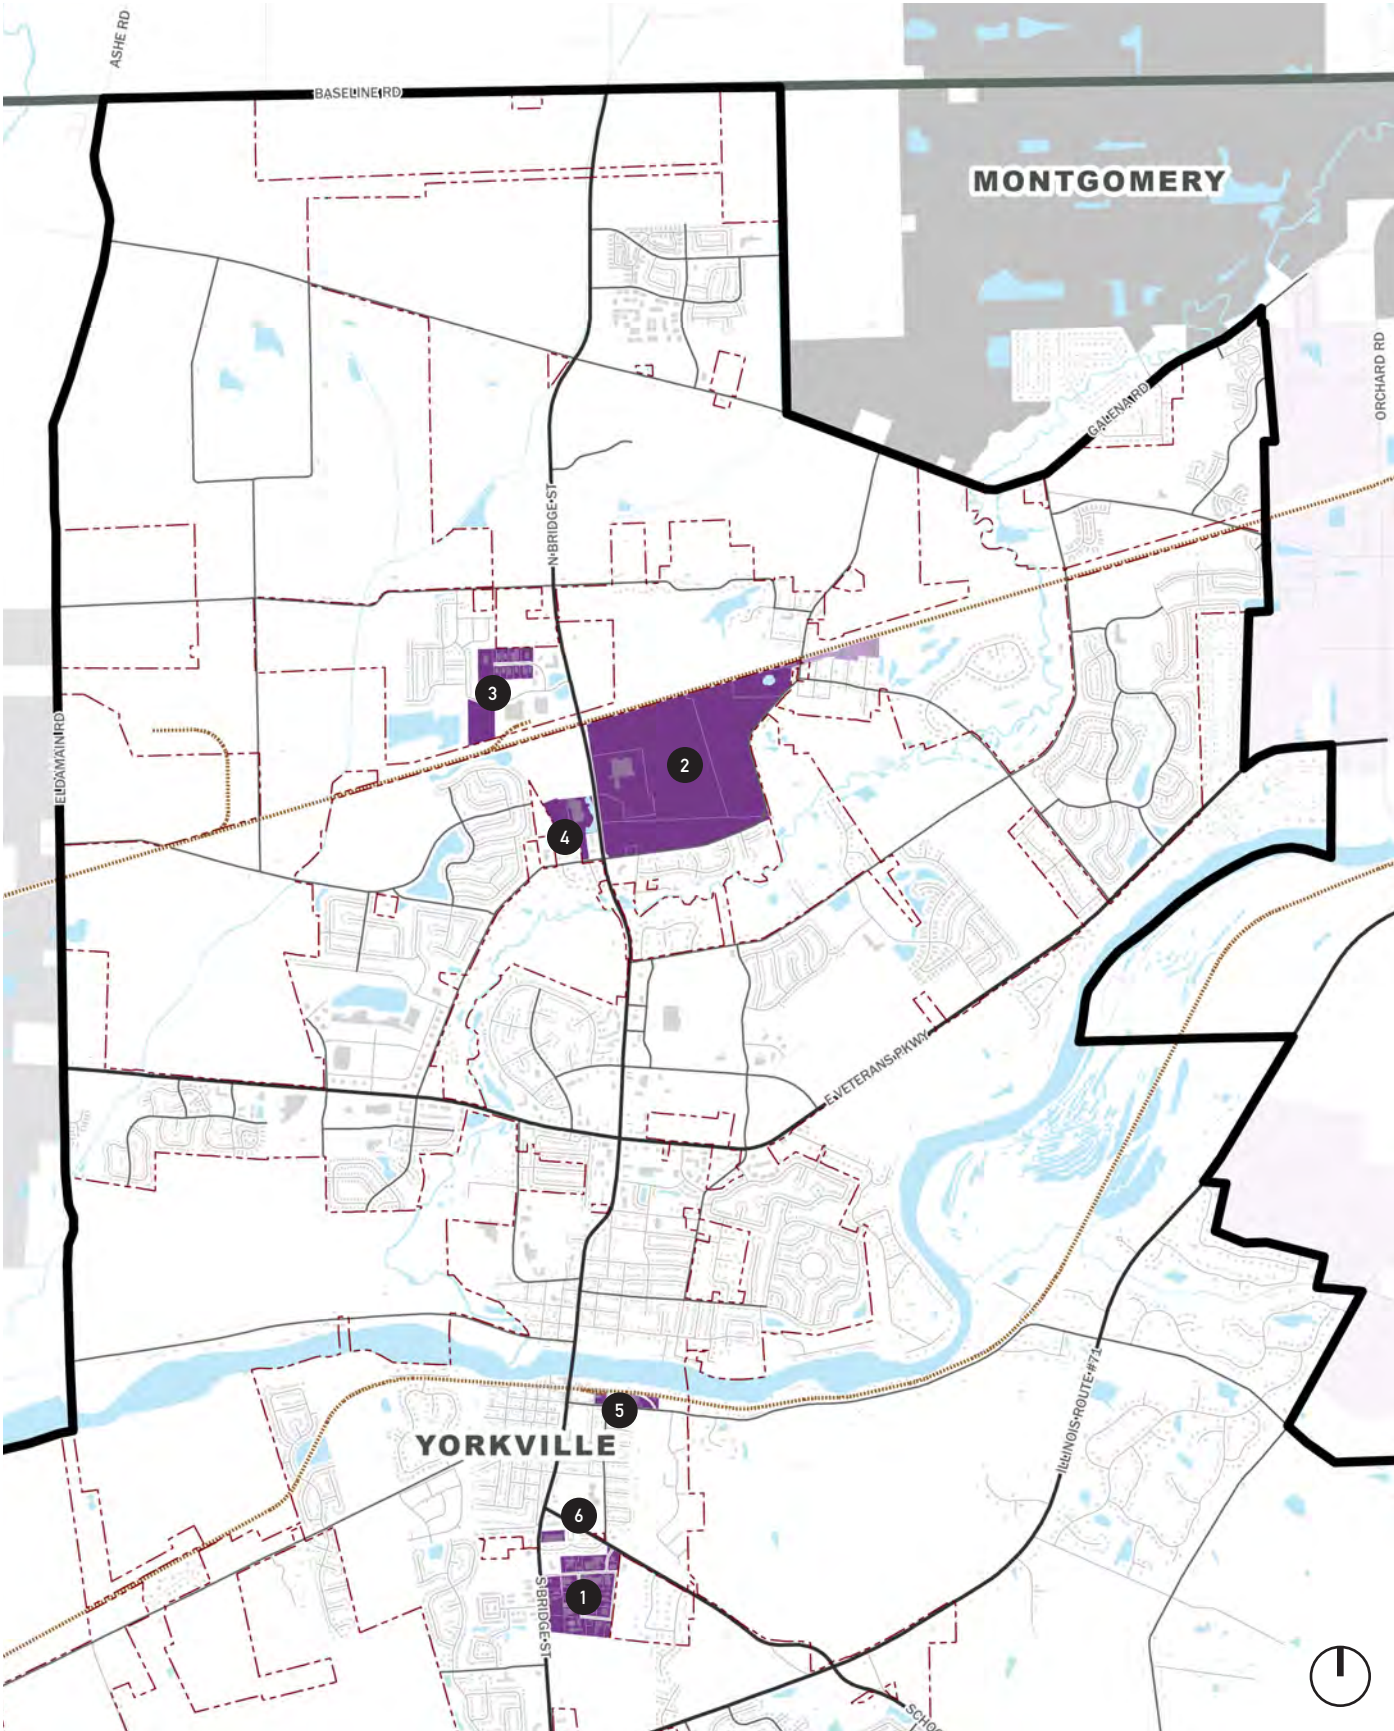 ASHE RD
BASELINE RD
MONTGOMERY
ORCHARD RD
GALENA RD
N BRIDGE ST
3
ELDAMAIN RD
2
4
E VETERANS PKWY
ILLINOIS ROUTE #71
5
YORKVILLE
6
S BRIDGE ST
1